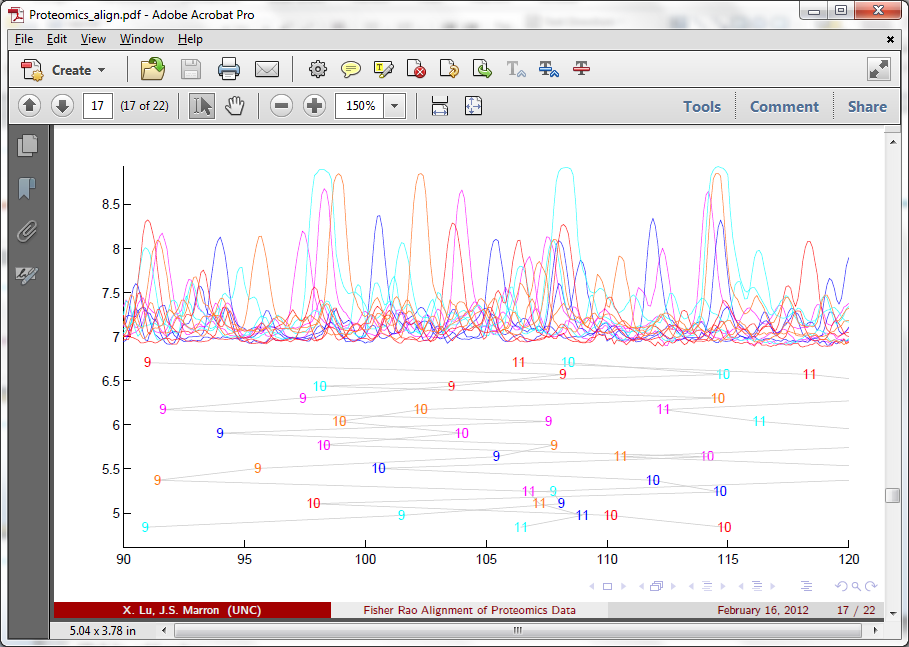 Proteomics_align.pdf - Adobe Acrobat Pro
File Edit View Window Help
Create
17 (17 of 22) 150% Tools Comment Share
8.5
8
7.5
7
9 11 10
6.5 9 10 11
10 9
9 10
9 10 11
6 10 9 11
9 10
10 9
9 11 10
5.5 9 10
9 10
11 9 10
10 11 9
5 9 11 10
9 11 10
90 95 100 105 110 115 120
X. Lu, J.S. Marron (UNC) Fisher Rao Alignment of Proteomics Data February 16, 2012 17 / 22
5.04 x 3.78 in